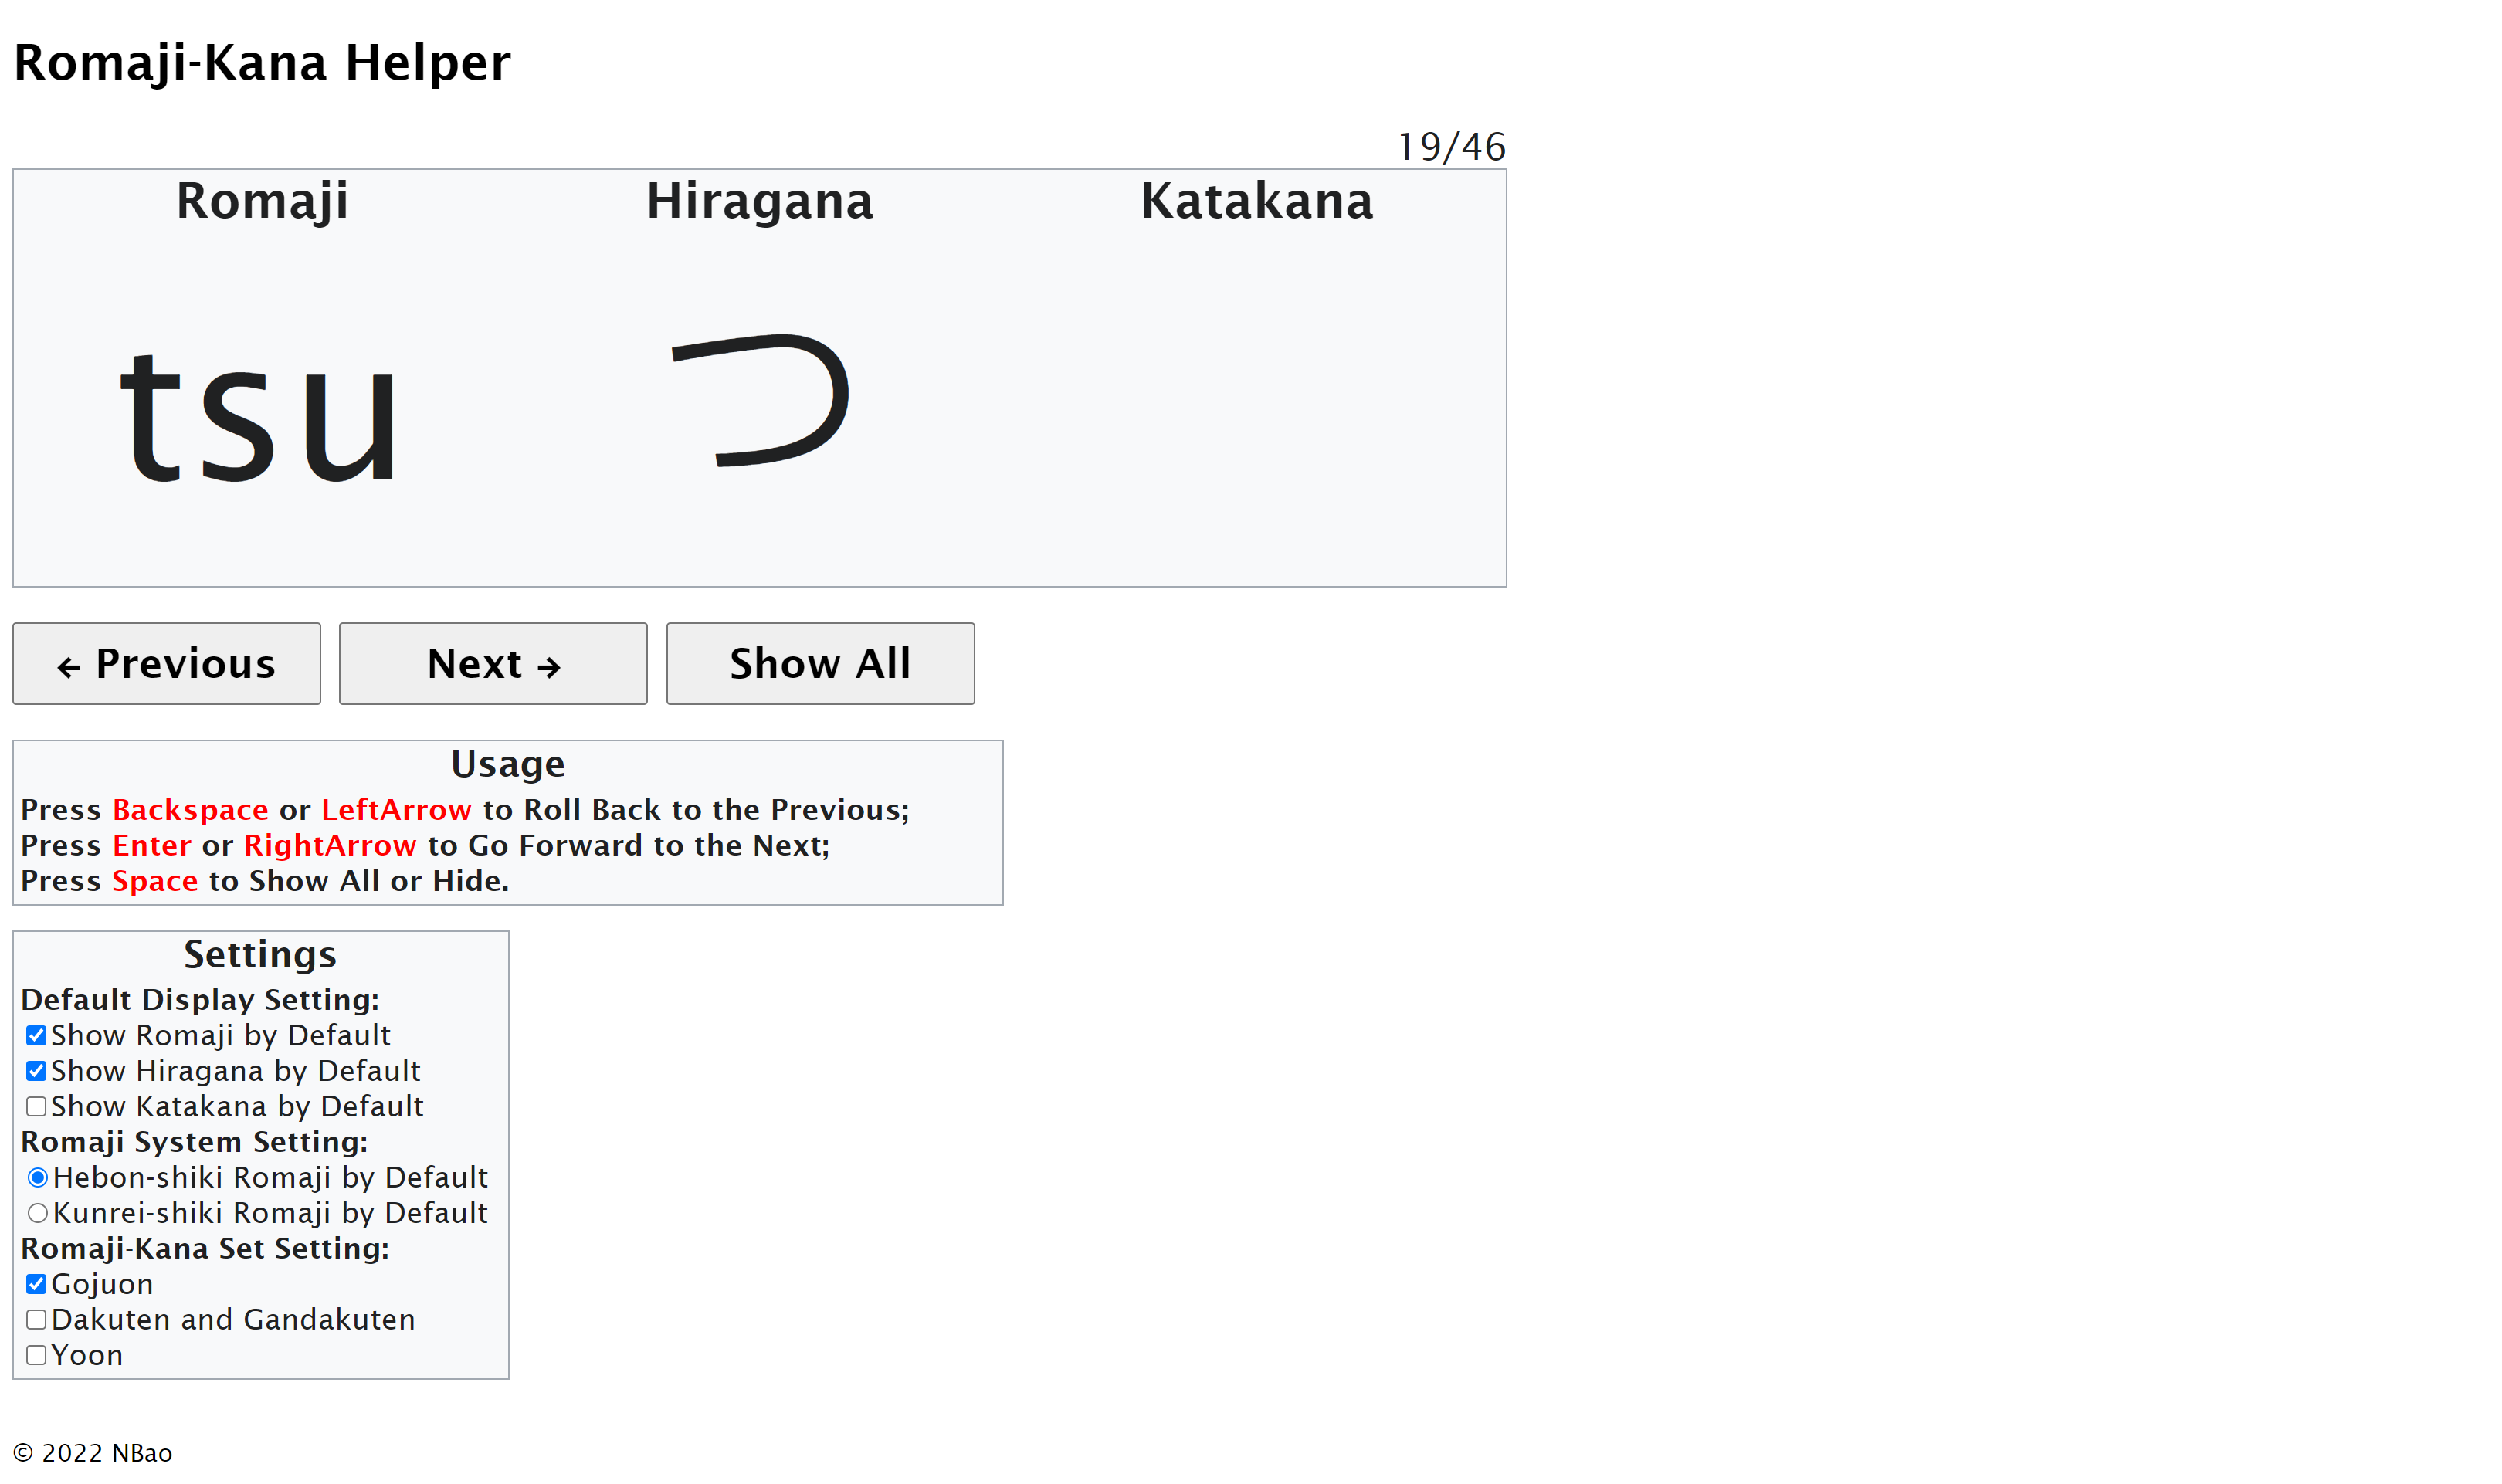 Romaji-Kana Helper
19/46
Romaji Hiragana Katakana
tsu つ
← Previous Next → Show All
Usage
Press Backspace or LeftArrow to Roll Back to the Previous;
Press Enter or RightArrow to Go Forward to the Next;
Press Space to Show All or Hide.
Settings
Default Display Setting:
Show Romaji by Default
Show Hiragana by Default
Show Katakana by Default
Romaji System Setting:
Hebon-shiki Romaji by Default
Kunrei-shiki Romaji by Default
Romaji-Kana Set Setting:
Gojuon
Dakuten and Gandakuten
Yoon
© 2022 NBao